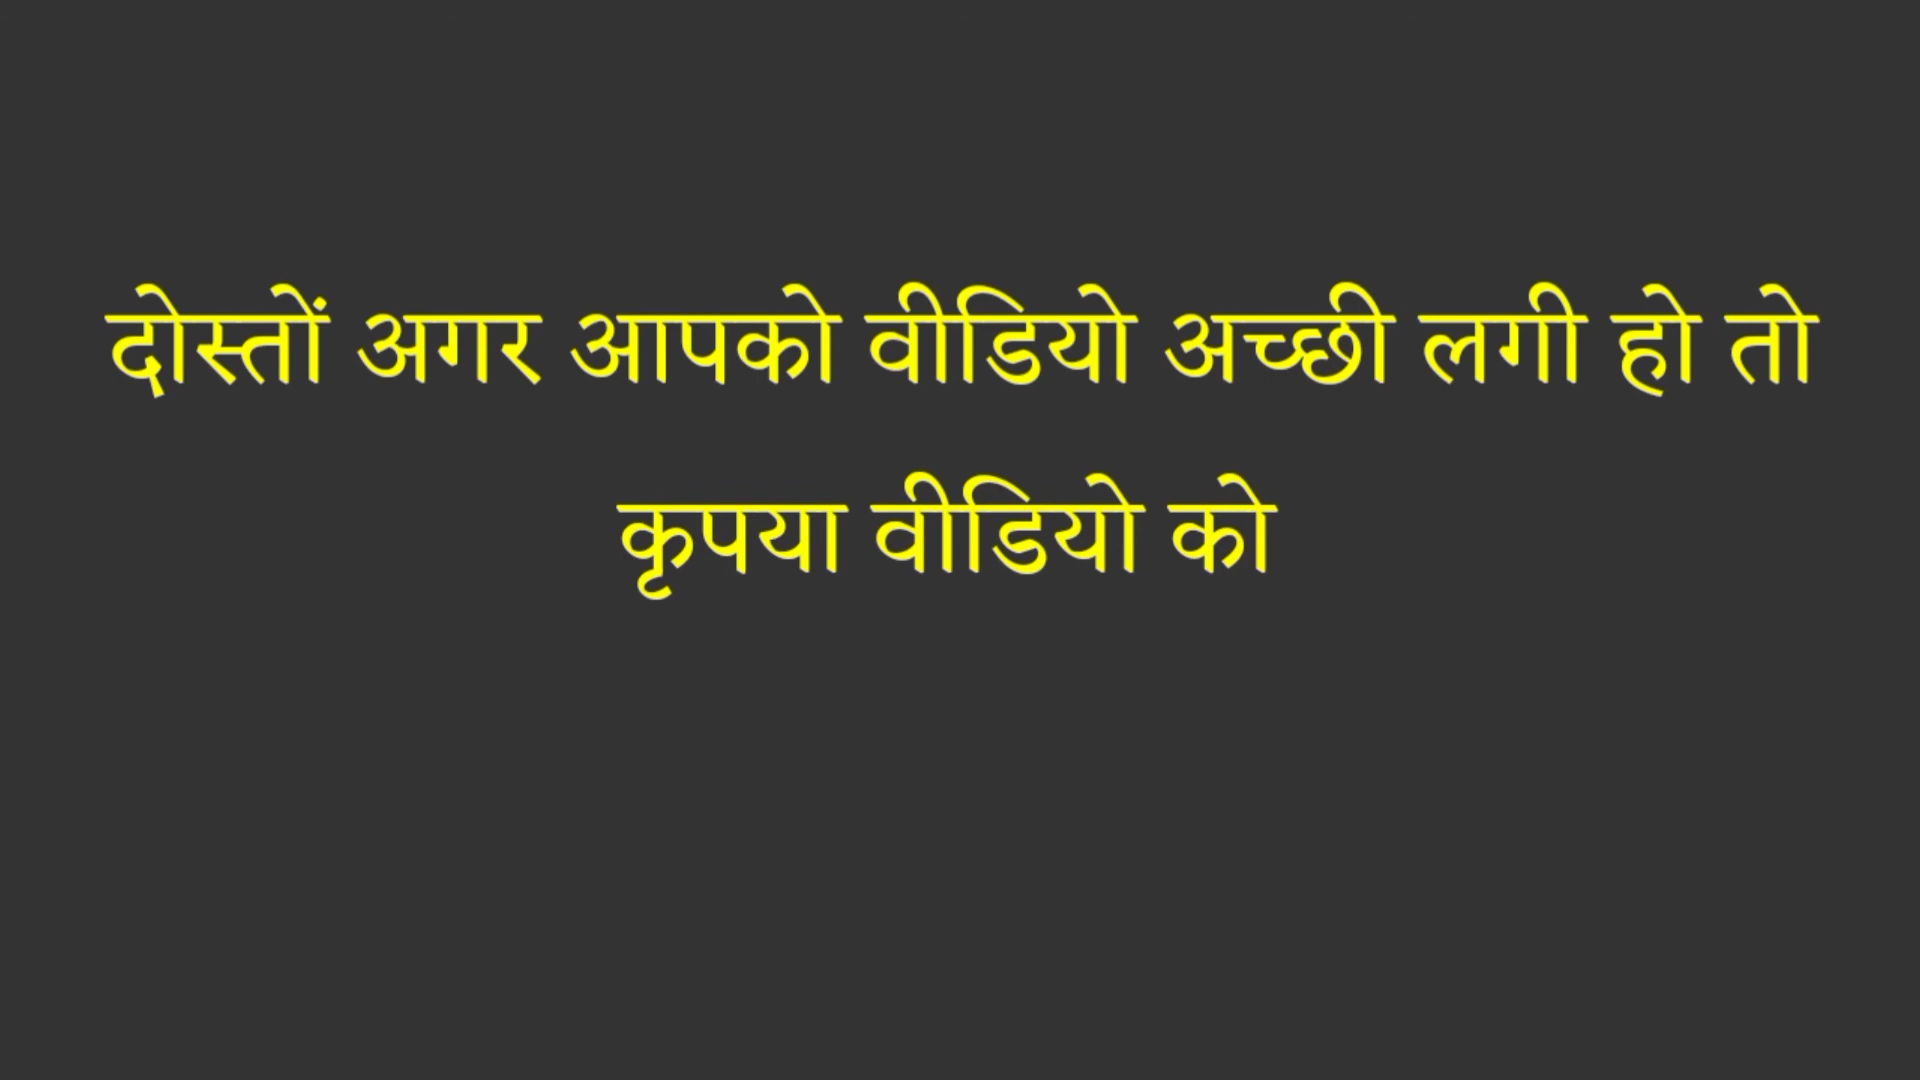 दोस्तों अगर आपको वीडियो अच्छी लगी हो तो
कृपया वीडियो को